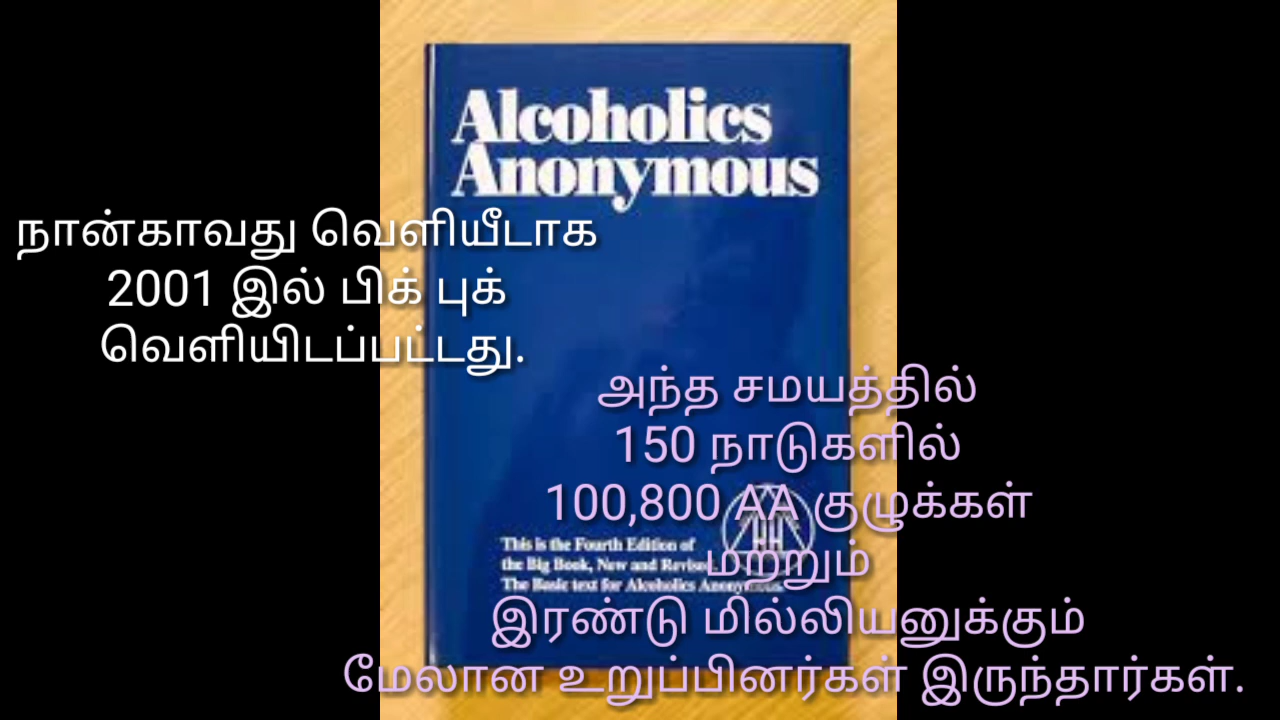 Alcoholics
Anonymous
நான்காவது வெளியீடாக
2001 இல் பிக் புக்
வெளியிடப்பட்டது.
அந்த சமயத்தில்
150 நாடுகளில்
100,800 AA குழுக்கள்
மற்றும்
இரண்டு மில்லியனுக்கும்
மேலான உறுப்பினர்கள் இருந்தார்கள்.
This is the Fourth Edition of
the Big Book, New and Revised.
The Basic text for Alcoholics Anonymous.